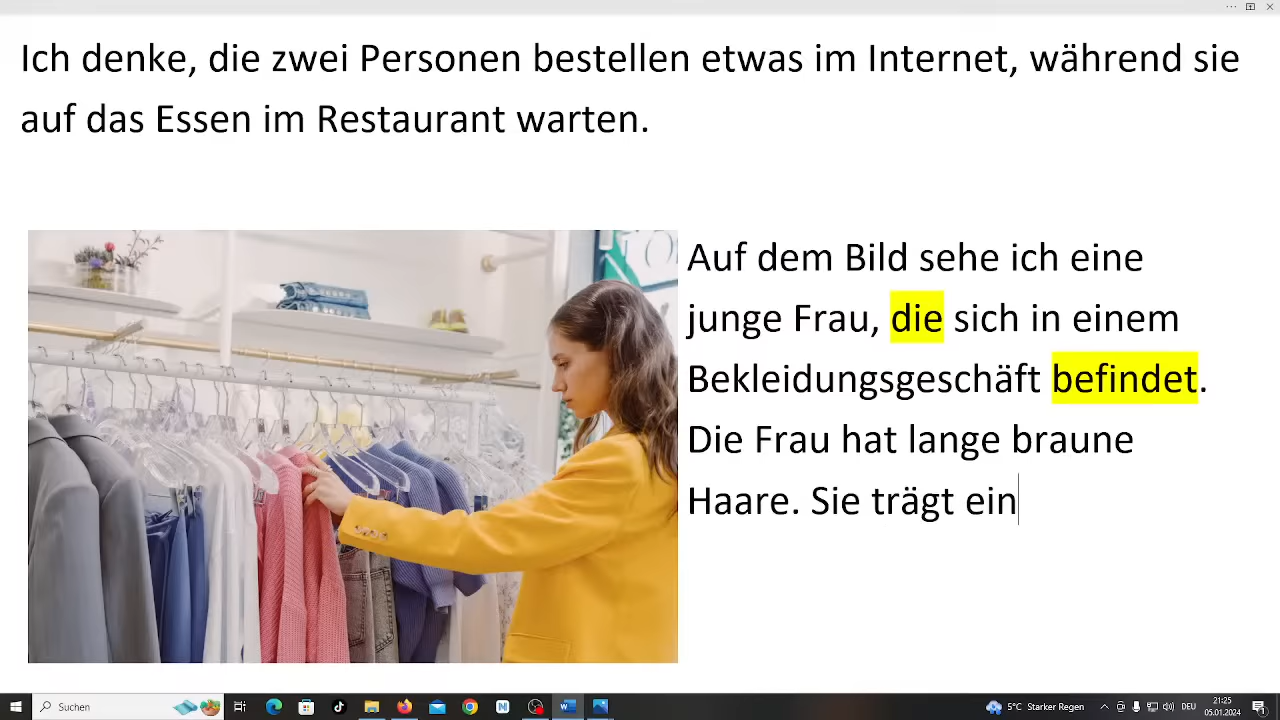 Ich denke, die zwei Personen bestellen etwas im Internet, während sie
auf das Essen im Restaurant warten.
Auf dem Bild sehe ich eine
junge Frau, die sich in einem
Bekleidungsgeschäft befindet.
Die Frau hat lange braune
Haare. Sie trägt ein
Suchen
5°C Starker Regen
DEU
21:25
05.01.2024